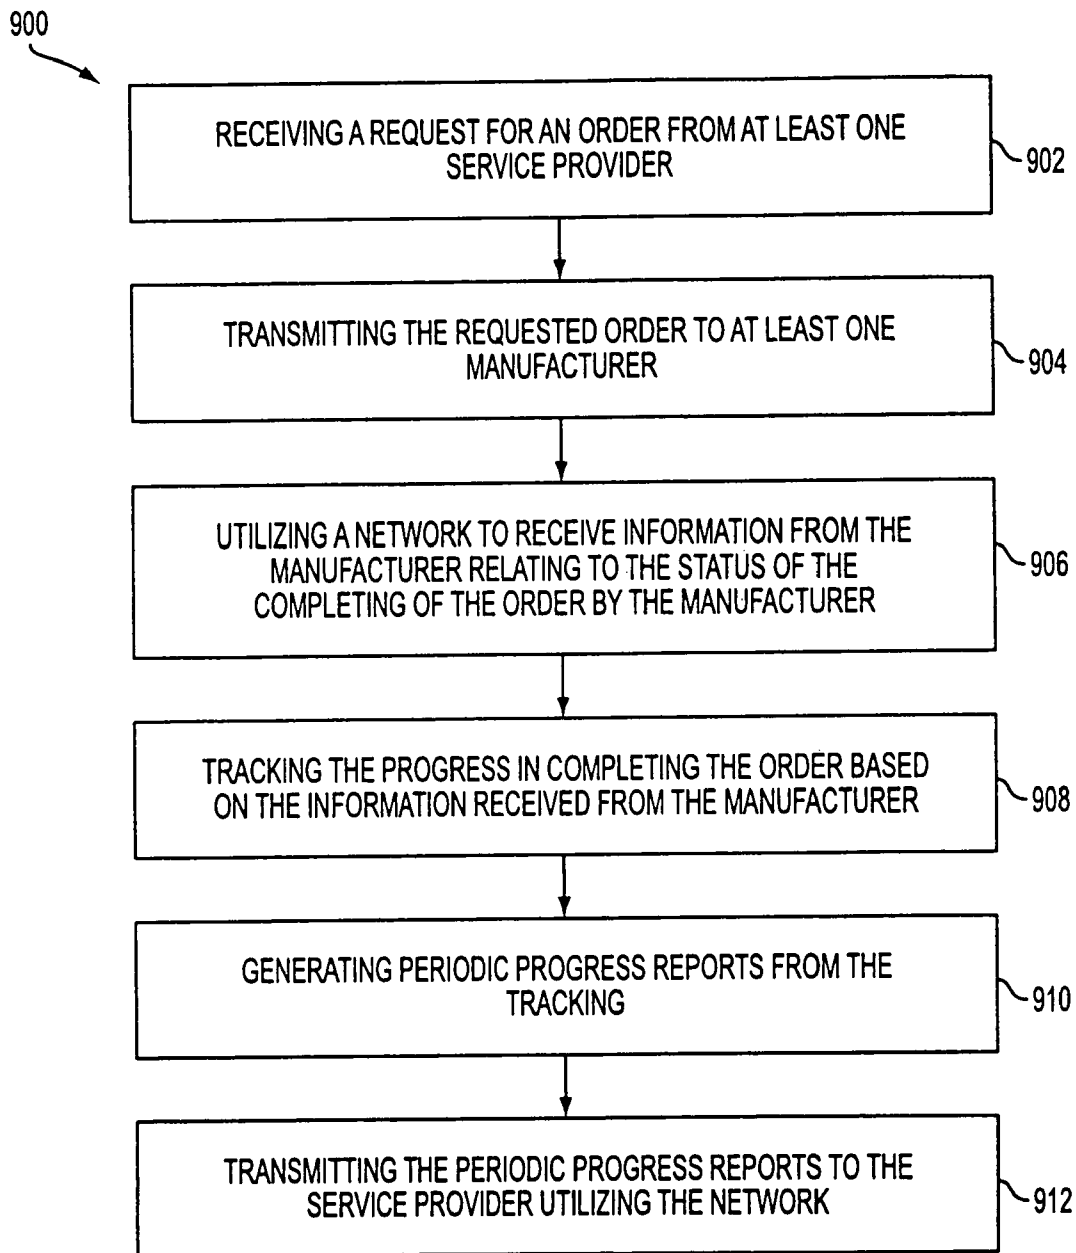 900
RECEIVING A REQUEST FOR AN ORDER FROM AT LEAST ONE
SERVICE PROVIDER
902
TRANSMITTING THE REQUESTED ORDER TO AT LEAST ONE
MANUFACTURER
904
UTILIZING A NETWORK TO RECEIVE INFORMATION FROM THE
MANUFACTURER RELATING TO THE STATUS OF THE
COMPLETING OF THE ORDER BY THE MANUFACTURER
906
TRACKING THE PROGRESS IN COMPLETING THE ORDER BASED
ON THE INFORMATION RECEIVED FROM THE MANUFACTURER
908
GENERATING PERIODIC PROGRESS REPORTS FROM THE
TRACKING
910
TRANSMITTING THE PERIODIC PROGRESS REPORTS TO THE
SERVICE PROVIDER UTILIZING THE NETWORK
912